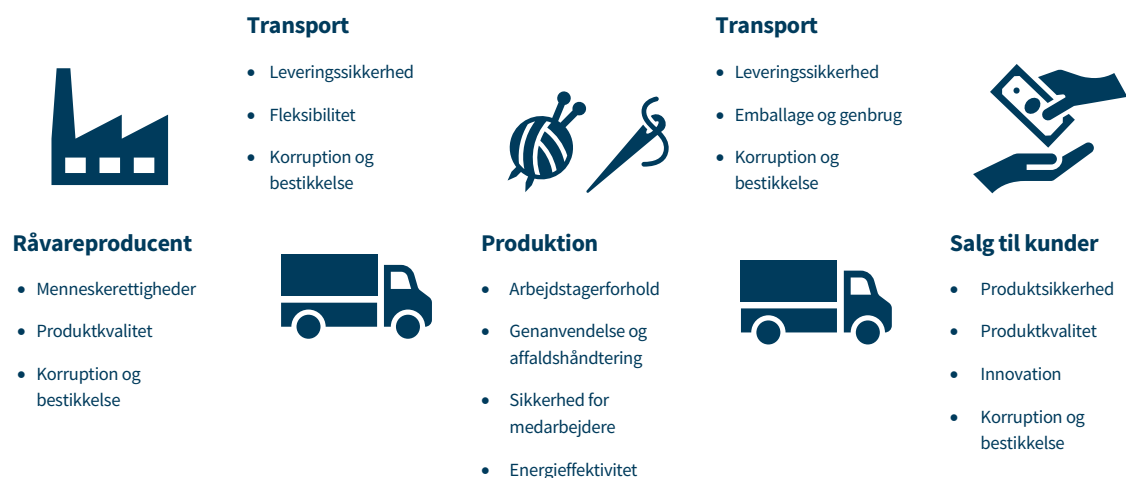 Transport
• Leveringssikkerhed
• Fleksibilitet
• Korruption og
bestikkelse
Transport
• Leveringssikkerhed
• Emballage og genbrug
• Korruption og
bestikkelse
Råvareproducent
• Menneskerettigheder
• Produktkvalitet
• Korruption og
bestikkelse
Produktion
• Arbejdstagerforhold
• Genanvendelse og
affaldshåndtering
• Sikkerhed for
medarbejdere
• Energieffektivitet
Salg til kunder
• Produktsikkerhed
• Produktkvalitet
• Innovation
• Korruption og
bestikkelse